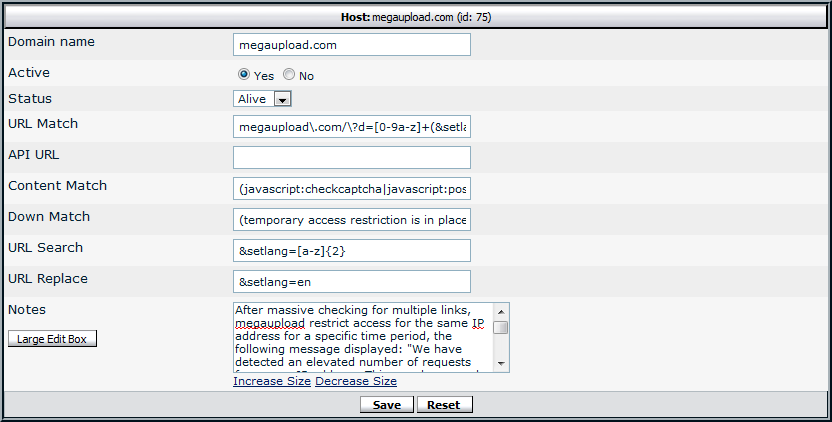 Host: megaupload.com (id: 75)
Domain name megaupload.com
Active Yes No
Status Alive
URL Match megaupload\.com/\?d=[0-9a-z]+(&setla
API URL
Content Match (javascript:checkcaptcha|javascript:pos
Down Match (temporary access restriction is in place
URL Search &setlang=[a-z]{2}
URL Replace &setlang=en
Notes After massive checking for multiple links,
megaupload restrict access for the same IP
address for a specific time period, the
Large Edit Box following message displayed: "We have
detected an elevated number of requests
Increase Size Decrease Size
Save Reset